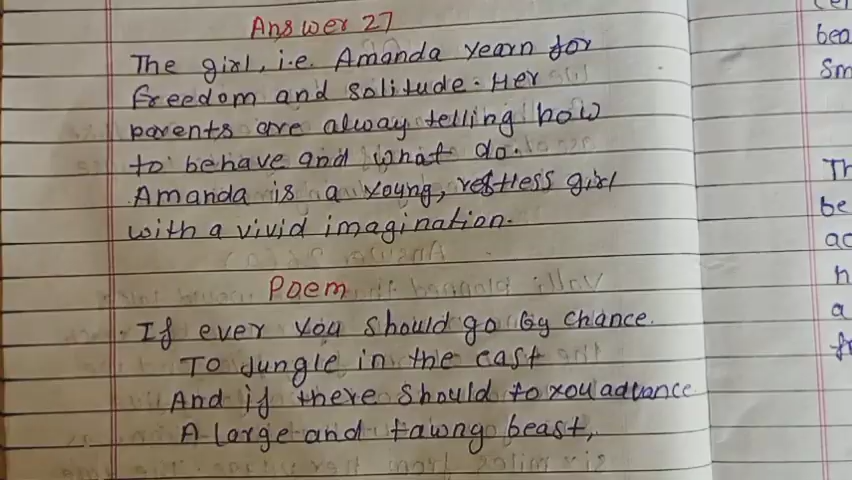 Answer 27
The girl, i.e. Amanda yearn for
freedom and solitude. Her
parents are alway telling how
to behave and what do.
Amanda is a young, restless girl
with a vivid imagination.
Poem
If ever you should go by chance.
To jungle in the east
And if there should to you advance
A large and tawng beast,